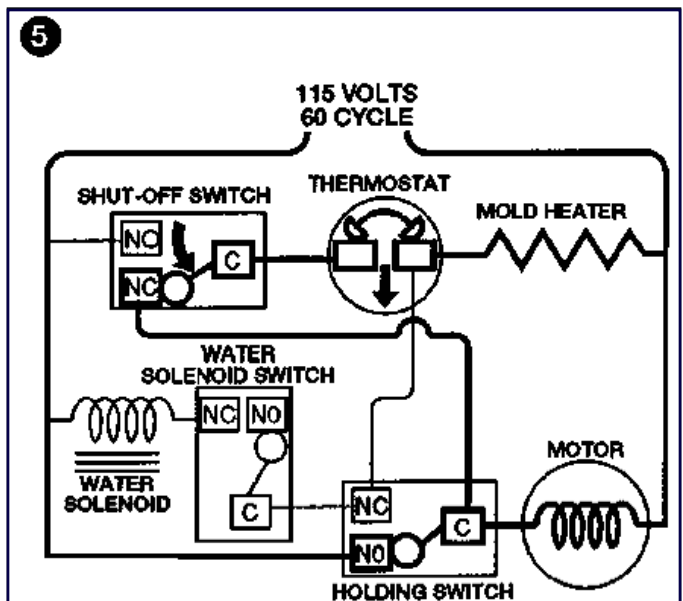 5
115 VOLTS
60 CYCLE
SHUT-OFF SWITCH
THERMOSTAT
MOLD HEATER
NO
C
NC
WATER
SOLENOID SWITCH
NC NO
MOTOR
WATER
SOLENOID
C
NC
C
NO
HOLDING SWITCH